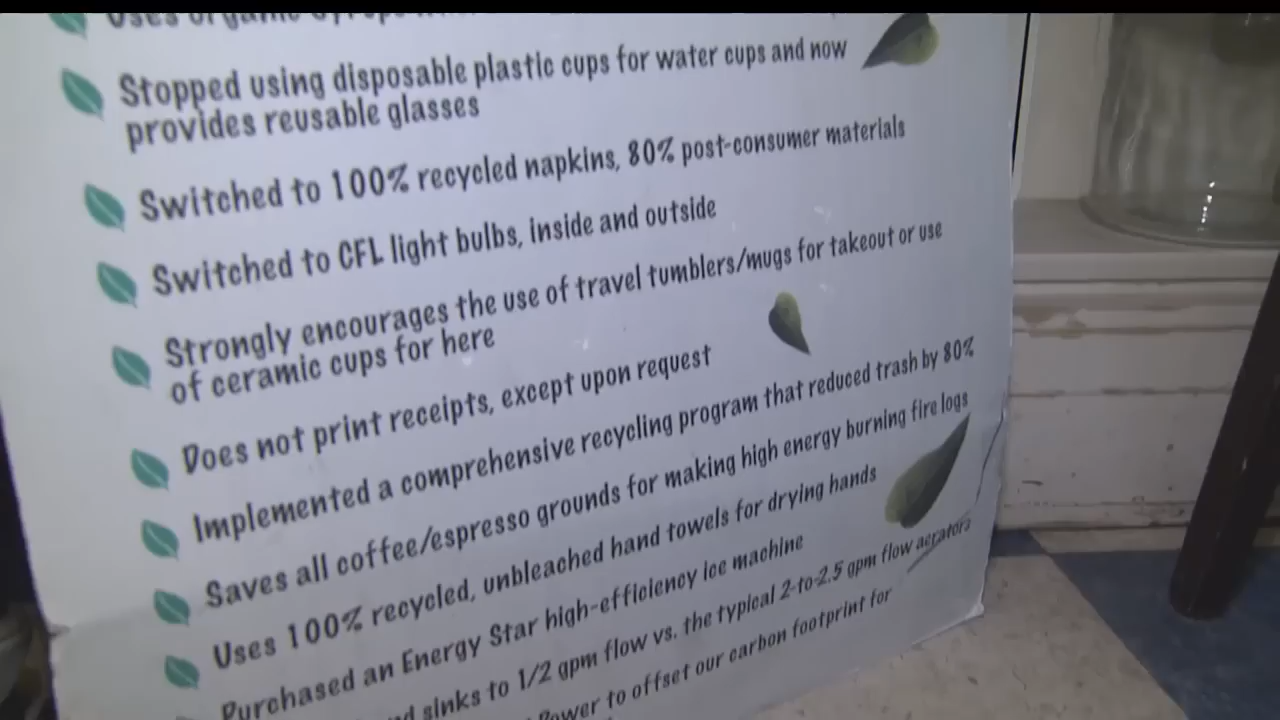 Uses organic syrups
Stopped using disposable plastic cups for water cups and now
provides reusable glasses
Switched to 100% recycled napkins, 80% post-consumer materials
Switched to CFL light bulbs, inside and outside
Strongly encourages the use of travel tumblers/mugs for takeout or use
of ceramic cups for here
Does not print receipts, except upon request
Implemented a comprehensive recycling program that reduced trash by 80%
Saves all coffee/espresso grounds for making high energy burning fire logs
Uses 100% recycled, unbleached hand towels for drying hands
Purchased an Energy Star high-efficiency ice machine
sinks to 1/2 gpm flow vs. the typical 2-to-2.5 gpm flow aerators
Power to offset our carbon footprint for